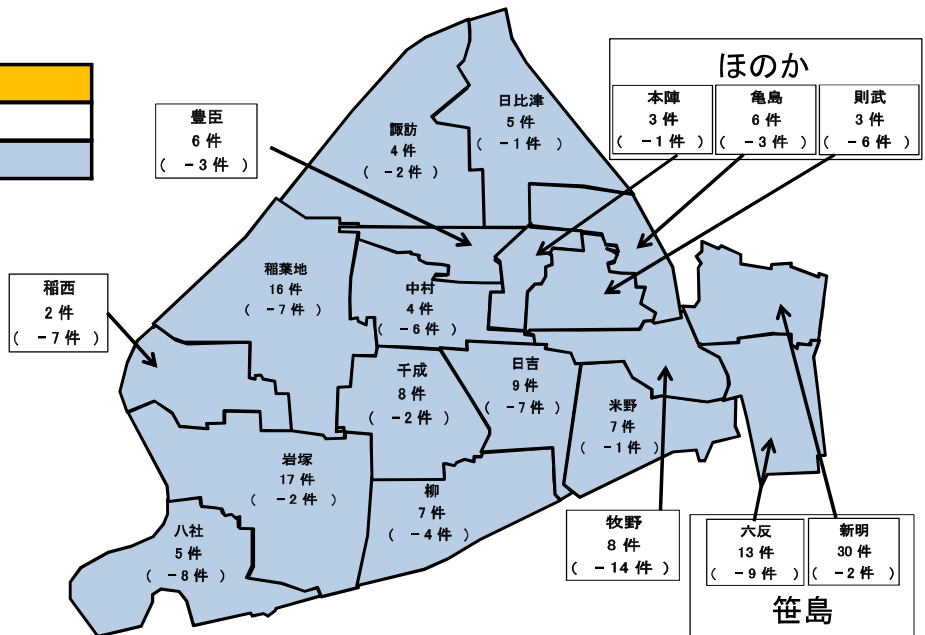 ほのか
本陣
3 件
( －1 件 )
亀島
6 件
( －3 件 )
則武
3 件
( －6 件 )
豊臣
6 件
( －3 件 )
諏訪
4 件
( －2 件 )
日比津
5 件
( －1 件 )
稲西
2 件
( －7 件 )
稲葉地
16 件
( －7 件 )
中村
4 件
( －6 件 )
千成
8 件
( －2 件 )
日吉
9 件
( －7 件 )
米野
7 件
( －1 件 )
岩塚
17 件
( －2 件 )
柳
7 件
( －4 件 )
八社
5 件
( －8 件 )
牧野
8 件
( －14 件 )
六反
13 件
( －9 件 )
新明
30 件
( －2 件 )
笹島